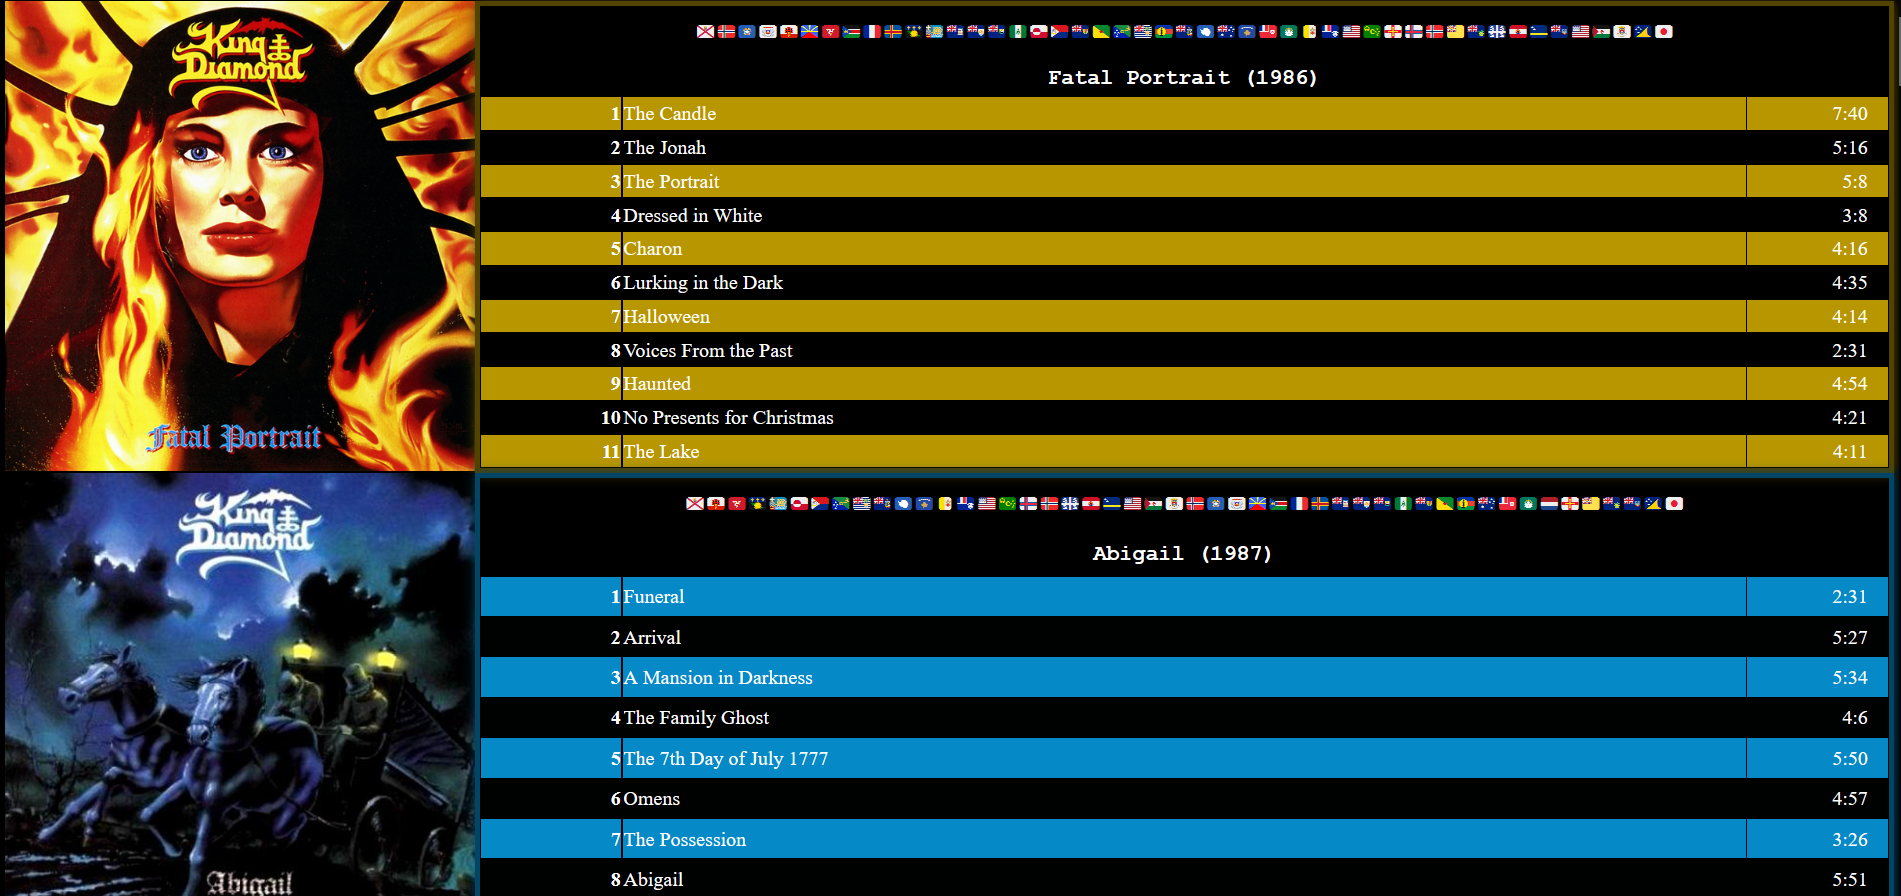 King
Diamond
Fatal Portrait
Fatal Portrait (1986)
1 The Candle 7:40
2 The Jonah 5:16
3 The Portrait 5:8
4 Dressed in White 3:8
5 Charon 4:16
6 Lurking in the Dark 4:35
7 Halloween 4:14
8 Voices From the Past 2:31
9 Haunted 4:54
10 No Presents for Christmas 4:21
11 The Lake 4:11
King
Diamond
Abigail
Abigail (1987)
1 Funeral 2:31
2 Arrival 5:27
3 A Mansion in Darkness 5:34
4 The Family Ghost 4:6
5 The 7th Day of July 1777 5:50
6 Omens 4:57
7 The Possession 3:26
8 Abigail 5:51